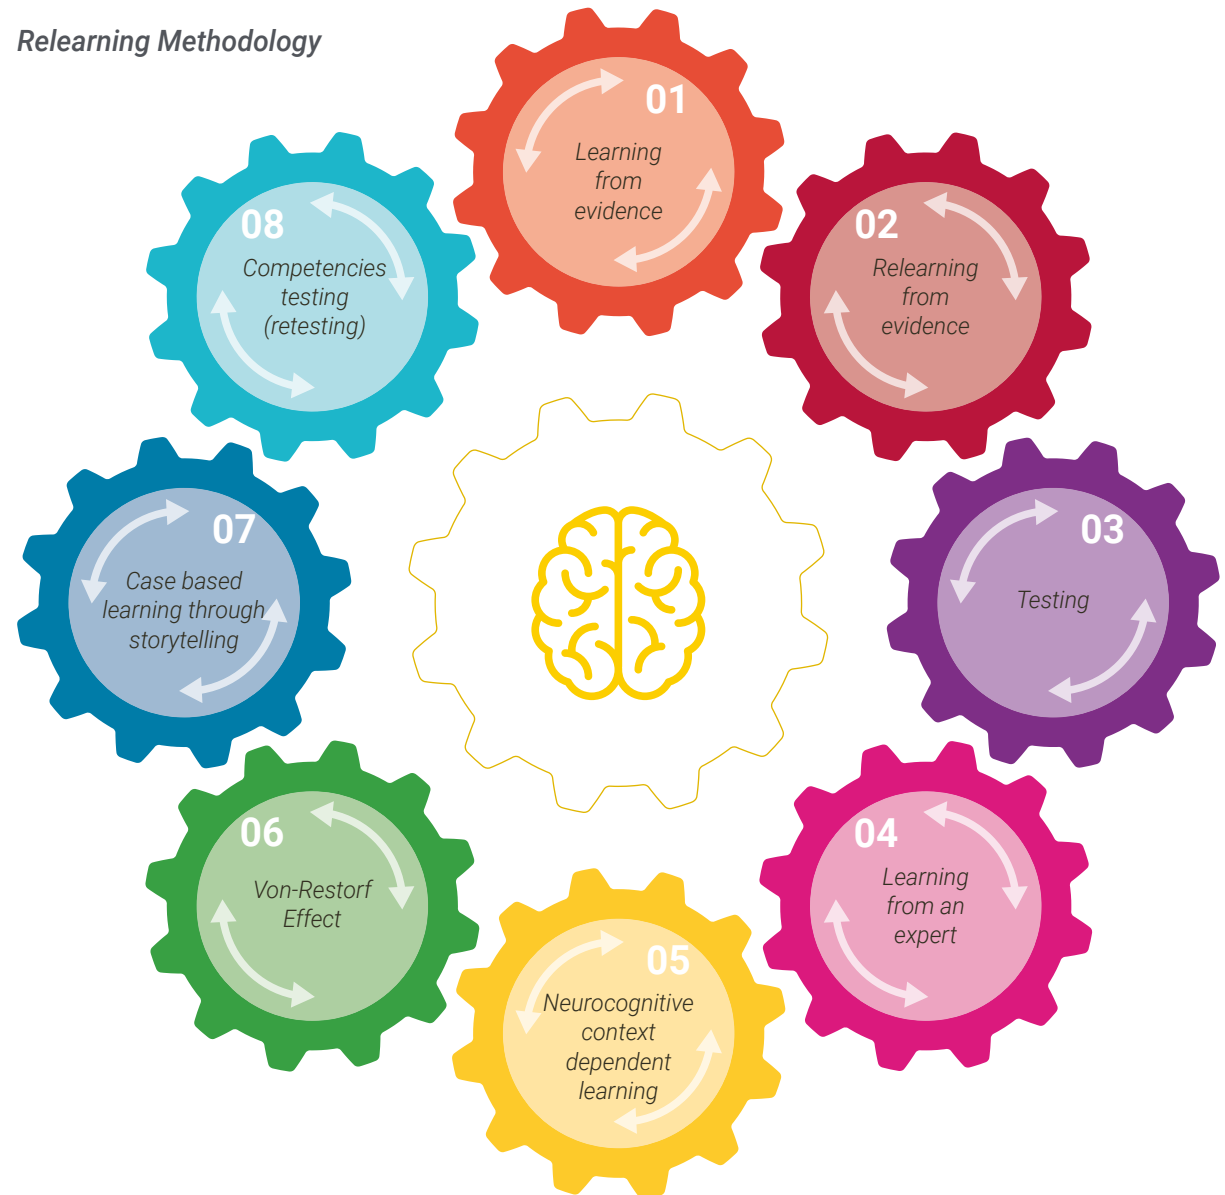 Relearning Methodology
01
Learning
from
evidence
02
Relearning
from
evidence
03
Testing
04
Learning
from an
expert
05
Neurocognitive
context
dependent
learning
06
Von-Restorf
Effect
07
Case based
learning through
storytelling
08
Competencies
testing
(retesting)